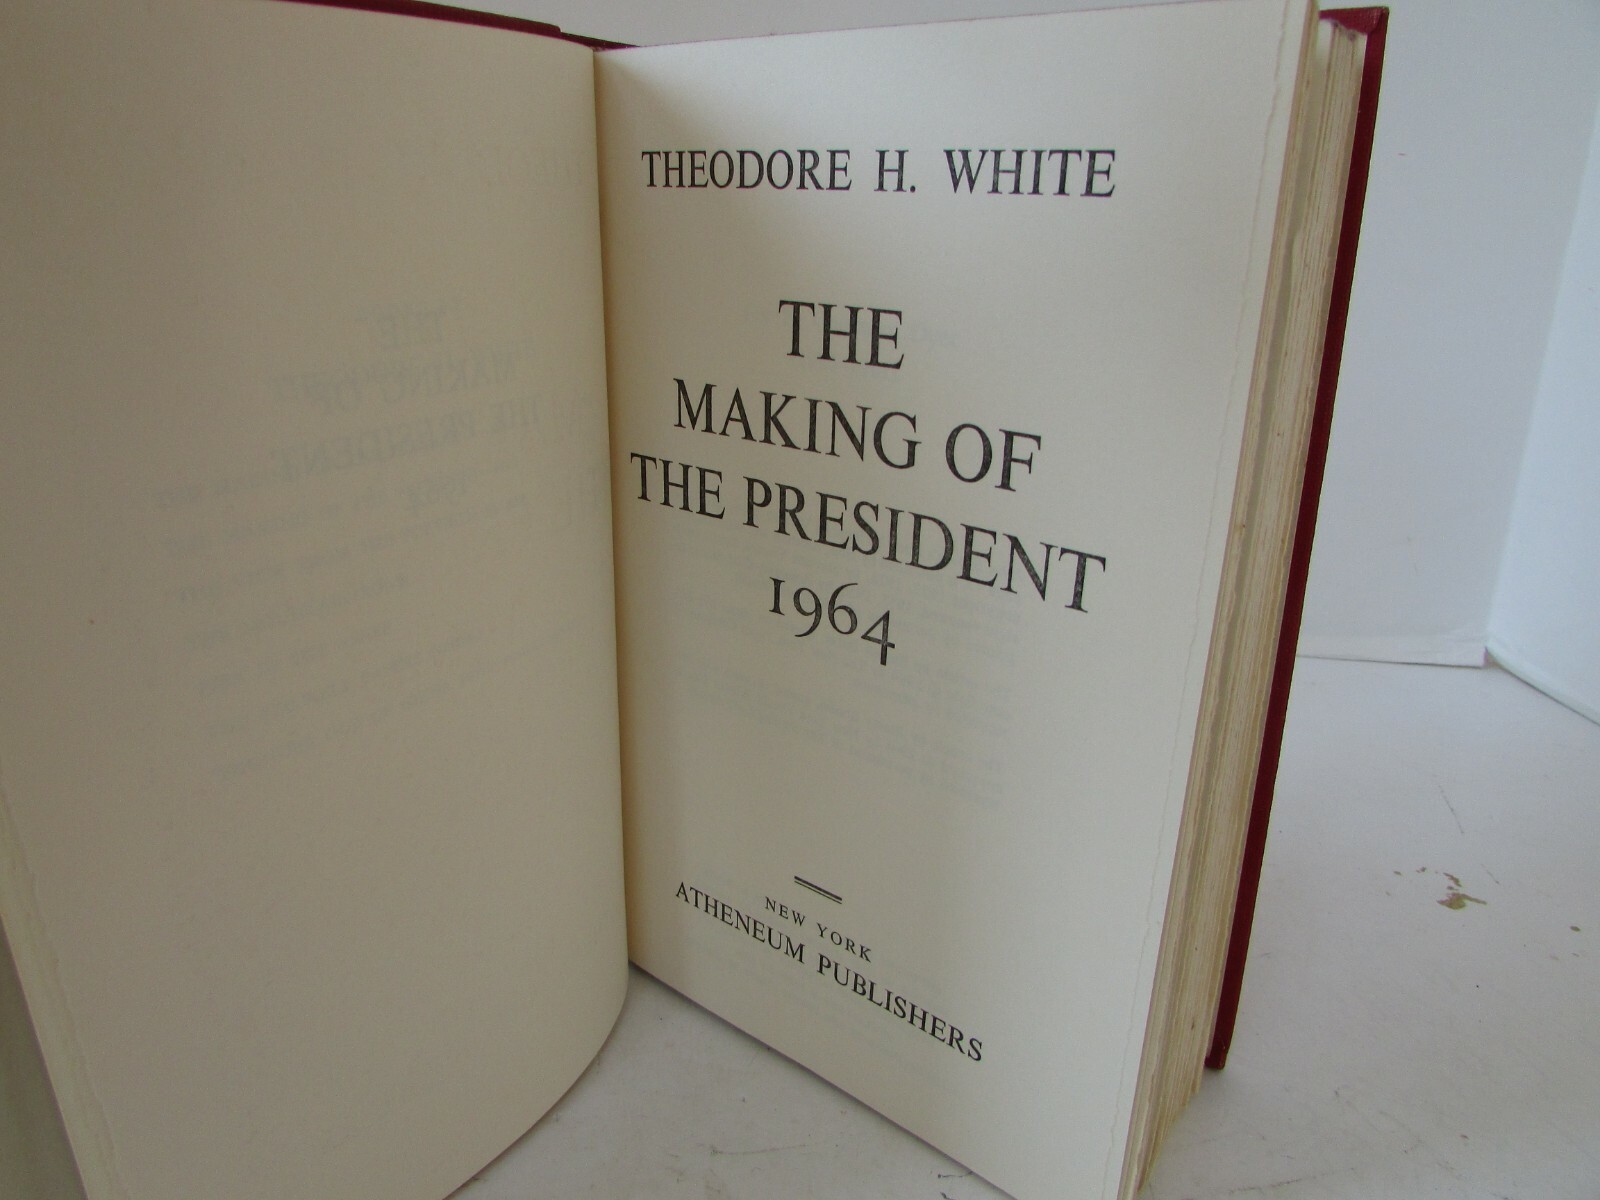 THEODORE H. WHITE
THE
MAKING OF
THE PRESIDENT
1964
NEW YORK
ATHENEUM PUBLISHERS